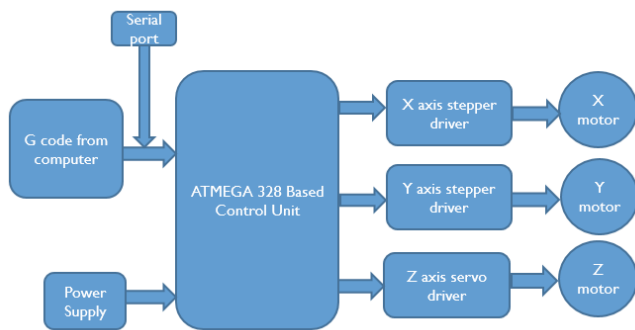 Serial
port
G code from
computer
Power
Supply
ATMEGA 328 Based
Control Unit
X axis stepper
driver
X
motor
Y axis stepper
driver
Y
motor
Z axis servo
driver
Z
motor